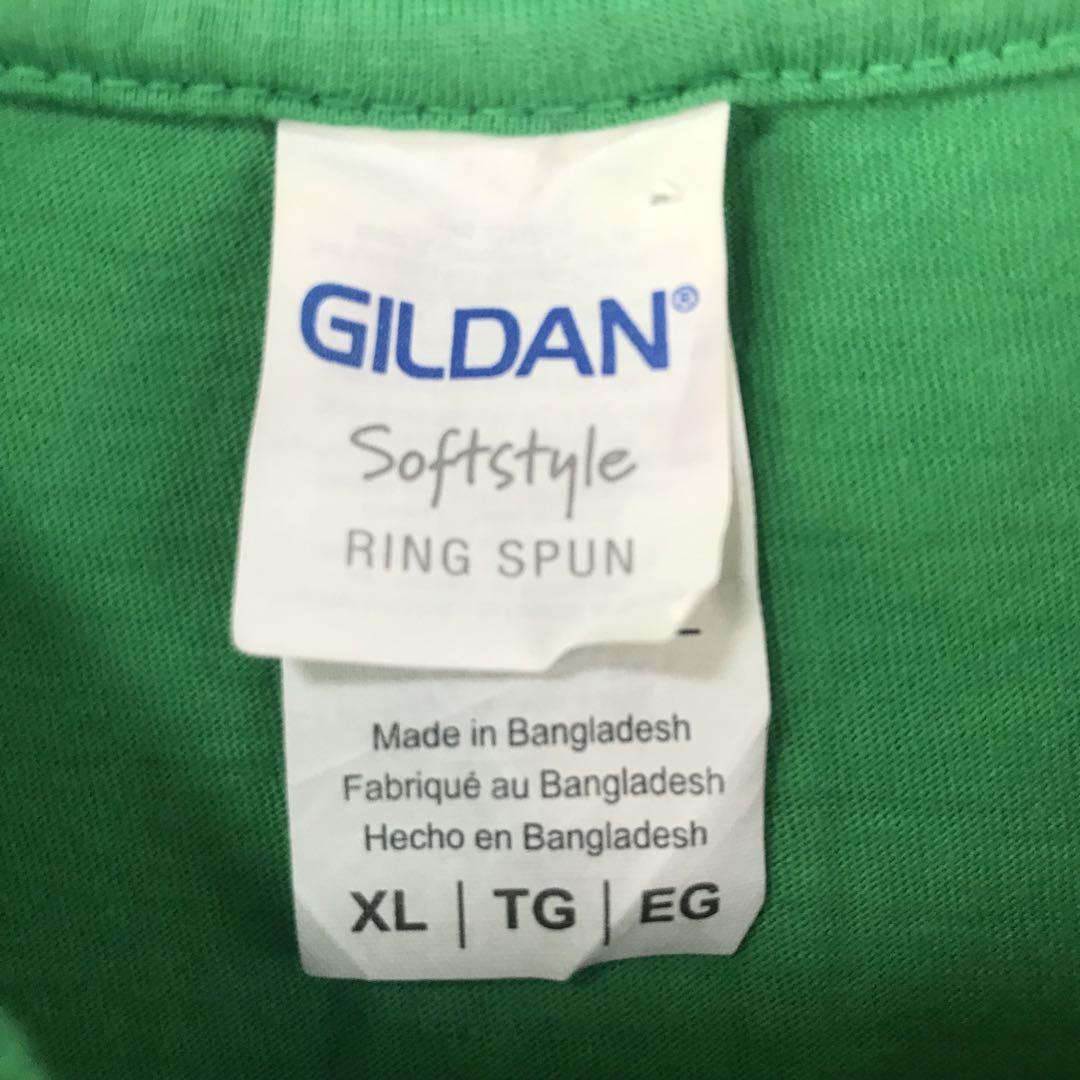 GILDAN®
Softstyle
RING SPUN
Made in Bangladesh
Fabriqué au Bangladesh
Hecho en Bangladesh
XL | TG | EG